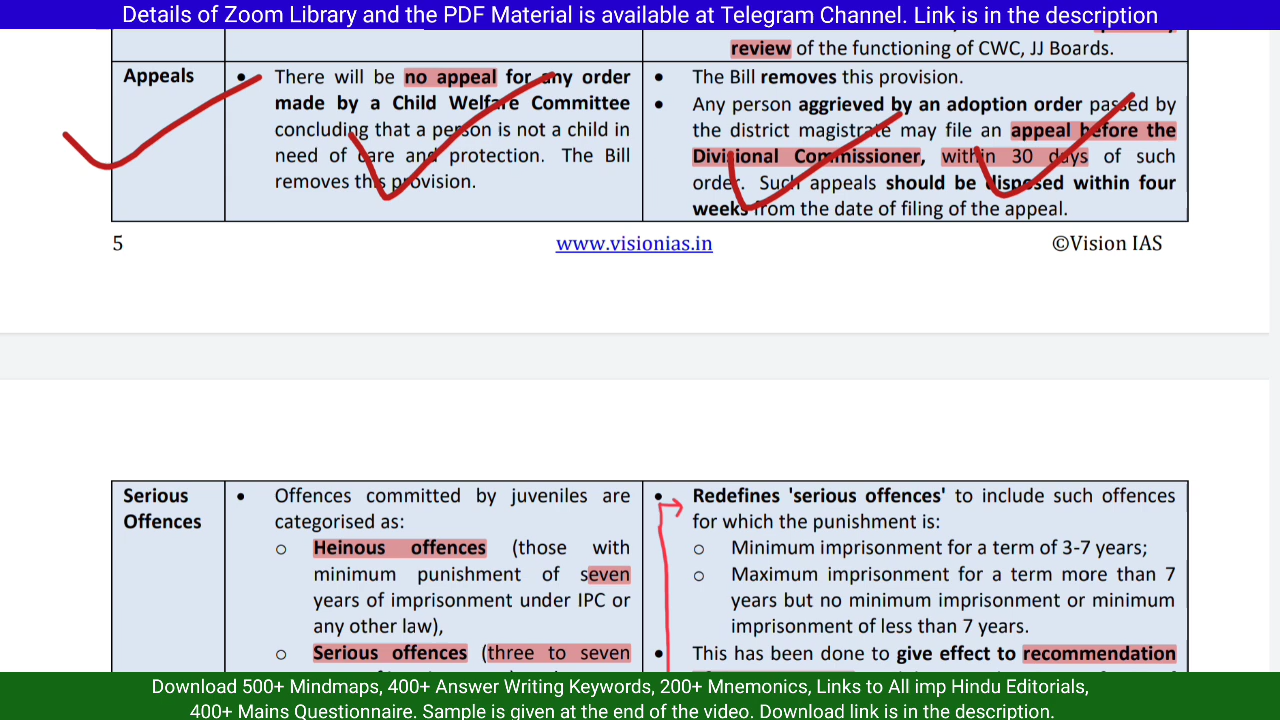 Details of Zoom Library and the PDF Material is available at Telegram Channel. Link is in the description
review of the functioning of CWC, JJ Boards.
Appeals
• There will be no appeal for any order
made by a Child Welfare Committee
concluding that a person is not a child in
need of care and protection. The Bill
removes this provision.
• The Bill removes this provision.
• Any person aggrieved by an adoption order passed by
the district magistrate may file an appeal before the
Divisional Commissioner, within 30 days of such
order. Such appeals should be disposed within four
weeks from the date of filing of the appeal.
5
www.visionias.in
©Vision IAS
Serious
Offences
• Offences committed by juveniles are
categorised as:
o Heinous offences (those with
minimum punishment of seven
years of imprisonment under IPC or
any other law),
o Serious offences (three to seven
• Redefines 'serious offences' to include such offences
for which the punishment is:
o Minimum imprisonment for a term of 3-7 years;
o Maximum imprisonment for a term more than 7
years but no minimum imprisonment or minimum
imprisonment of less than 7 years.
• This has been done to give effect to recommendation
Download 500+ Mindmaps, 400+ Answer Writing Keywords, 200+ Mnemonics, Links to All imp Hindu Editorials,
400+ Mains Questionnaire. Sample is given at the end of the video. Download link is in the description.